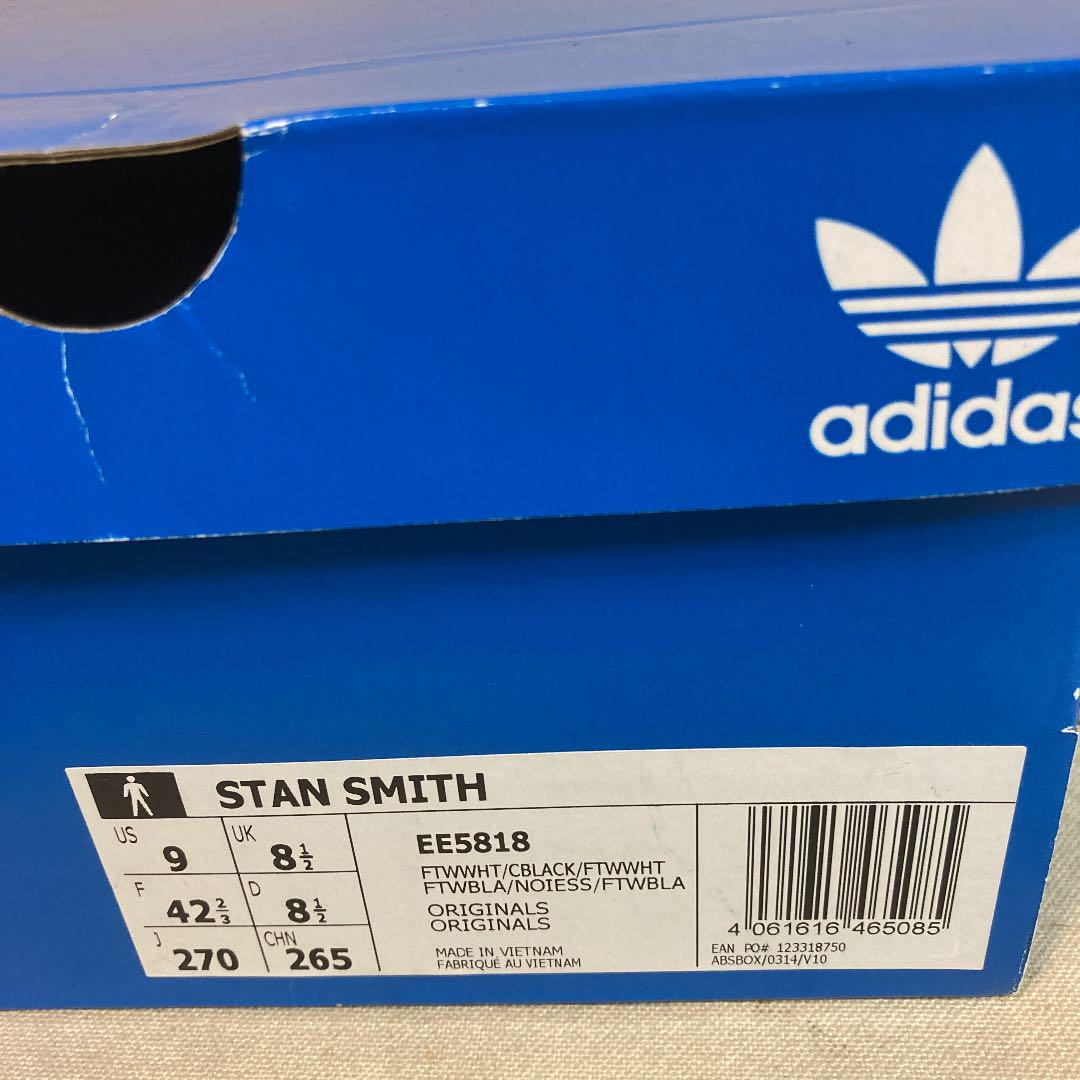 adidas
STAN SMITH
US 9 UK 8½
F 42⅔ D 8½
J 270 CHN 265
EE5818
FTWWHT/CBLACK/FTWWHT
FTWBLA/NOIESS/FTWBLA
ORIGINALS
ORIGINALS
MADE IN VIETNAM
FABRIQUÉ AU VIETNAM
4 061616 465085
EAN PO# 123318750
ABSBOX/0314/V10